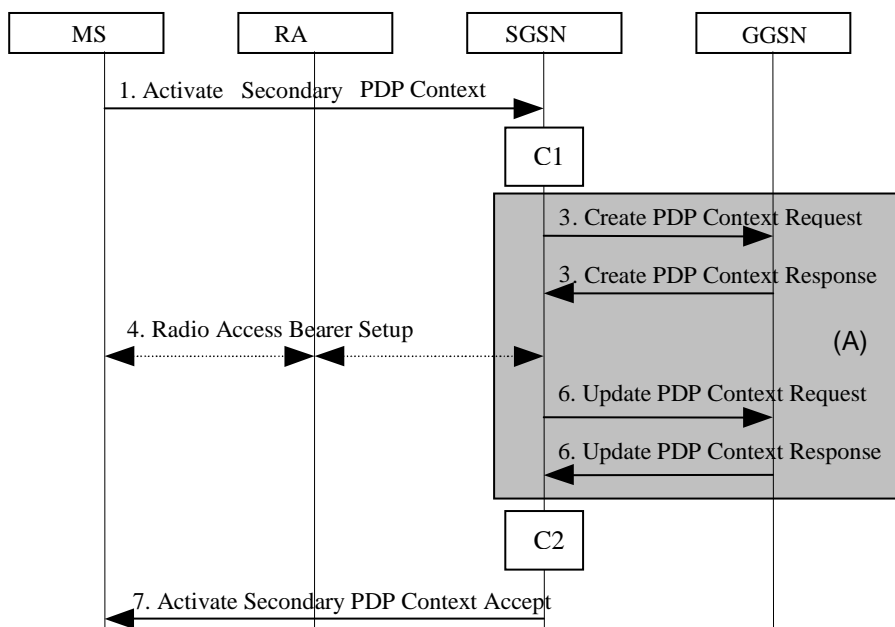 MS RA SGSN GGSN
1. Activate Secondary PDP Context
C1
3. Create PDP Context Request
3. Create PDP Context Response
4. Radio Access Bearer Setup
(A)
6. Update PDP Context Request
6. Update PDP Context Response
C2
7. Activate Secondary PDP Context Accept